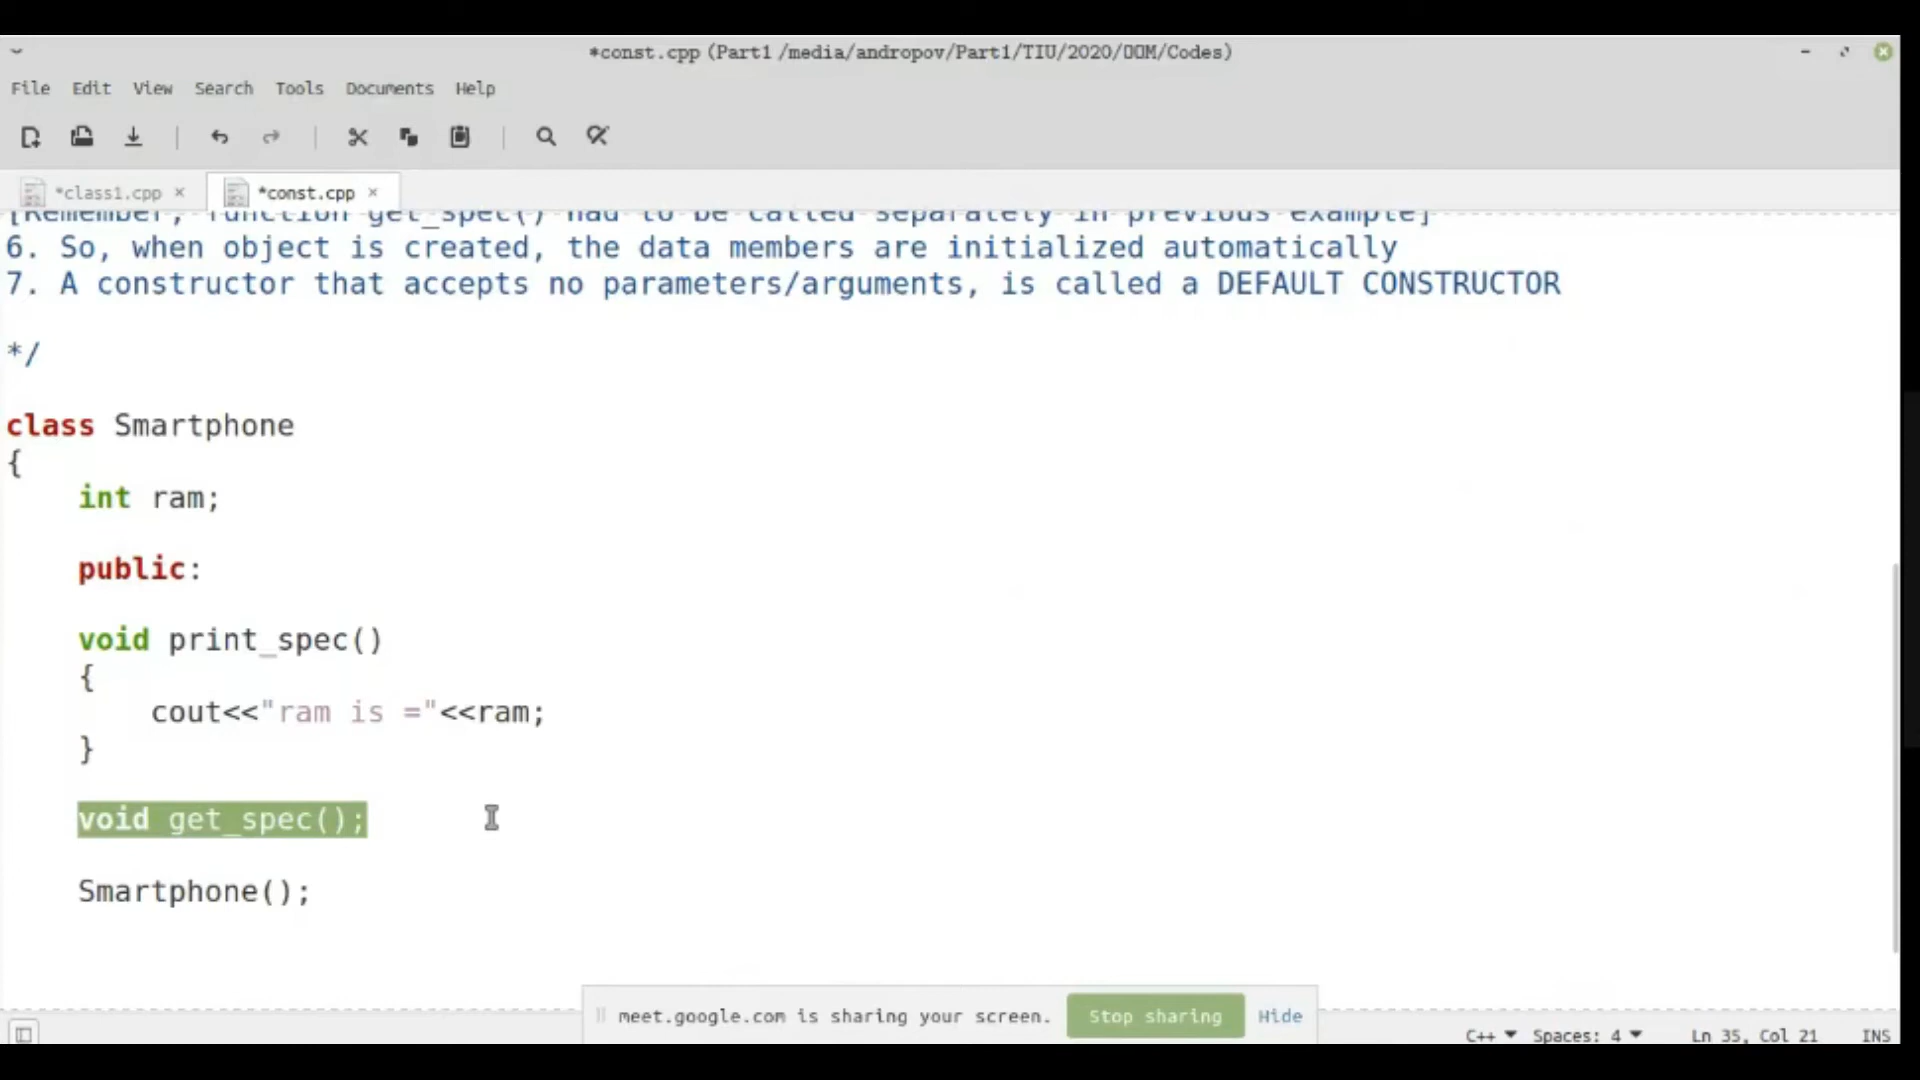 *const.cpp (Part1 /media/andropov/Part1/TIU/2020/OOM/Codes)
File Edit View Search Tools Documents Help
*class1.cpp × *const.cpp ×
[Remember, function get_spec() had to be called separately in previous example]
6. So, when object is created, the data members are initialized automatically
7. A constructor that accepts no parameters/arguments, is called a DEFAULT CONSTRUCTOR
*/
class Smartphone
{
int ram;
public:
void print_spec()
{
cout<<"ram is ="<<ram;
}
void get_spec();
Smartphone();
meet.google.com is sharing your screen. Stop sharing Hide
C++ Spaces: 4 Ln 35, Col 21 INS